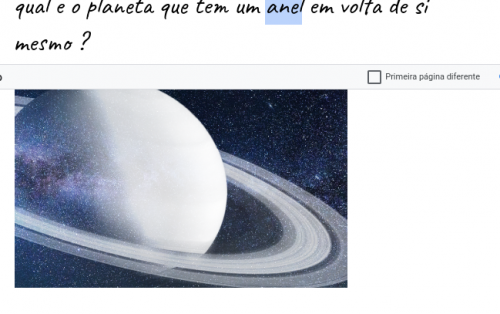 qual e o planeta que tem um anel em volta de si
mesmo ?
Primeira página diferente